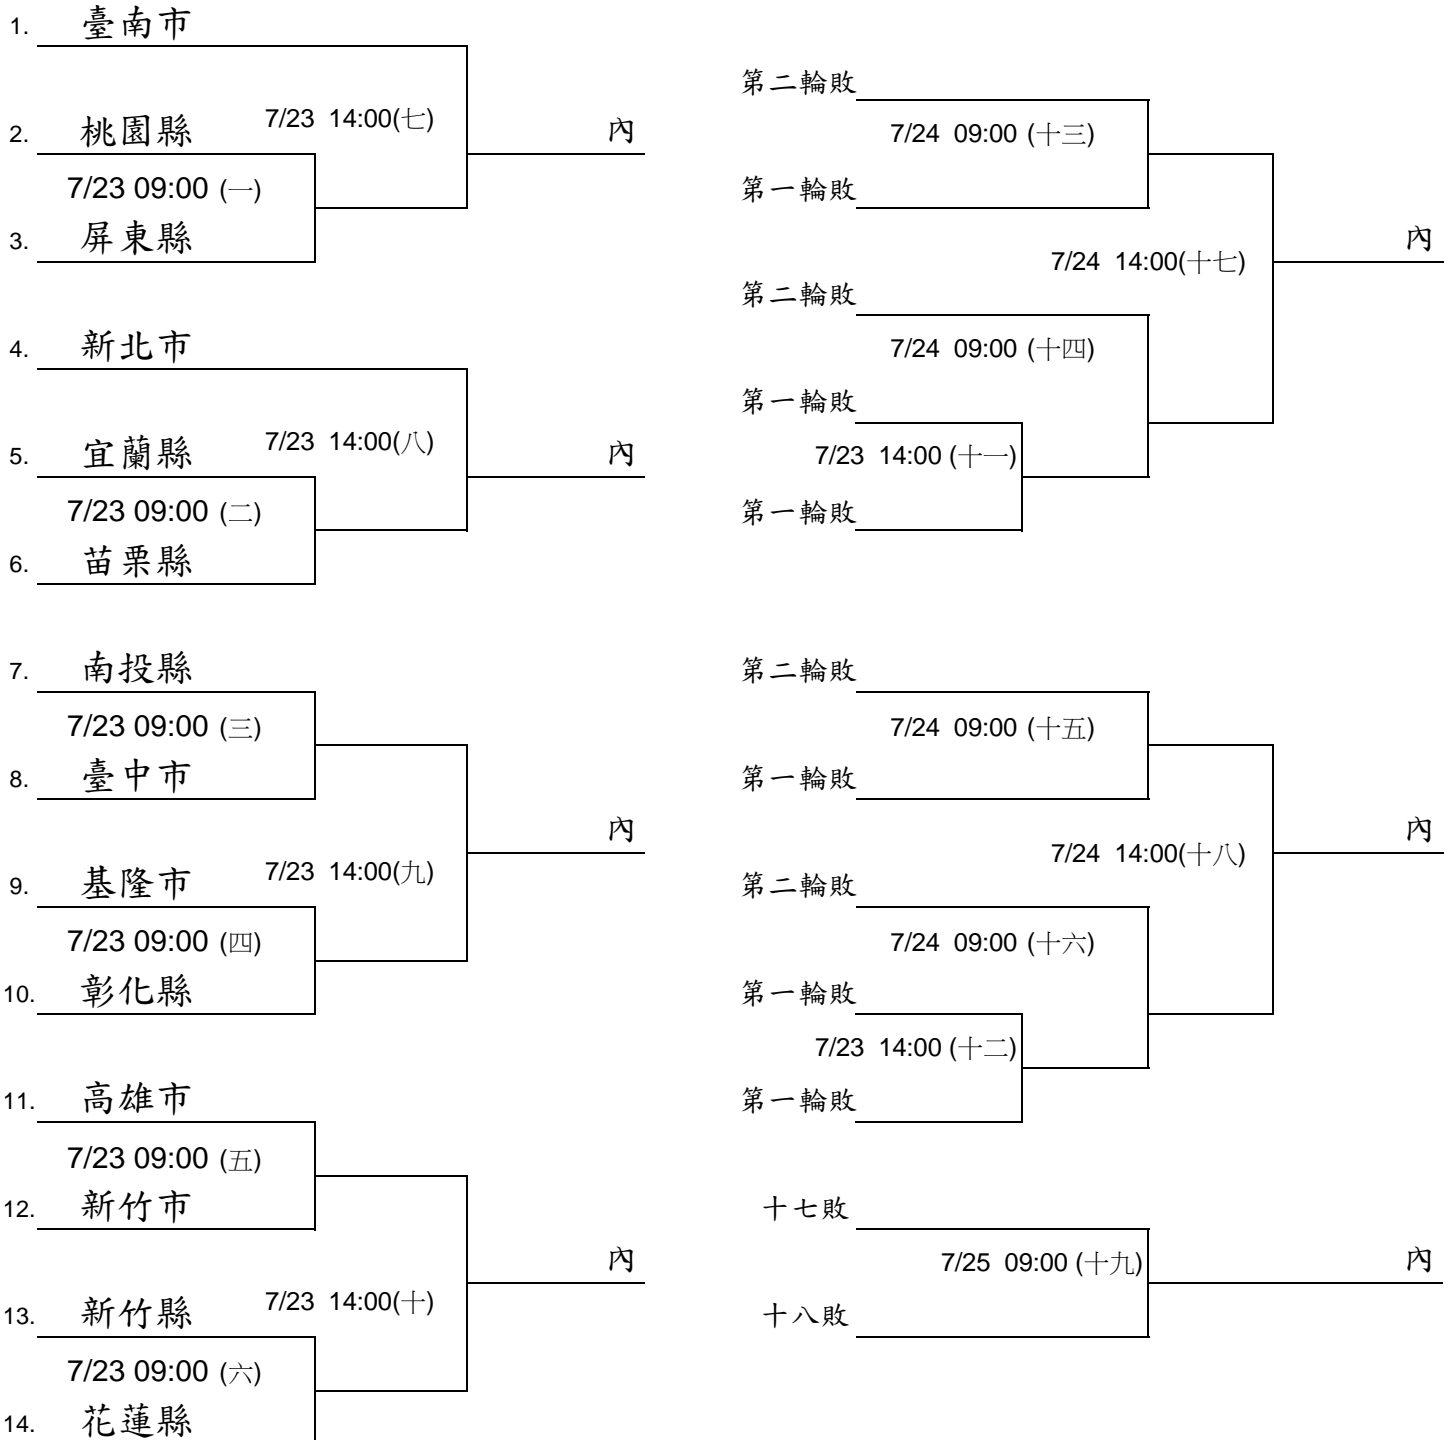 1. 臺南市
2. 桃園縣 7/23 14:00(七) 內
7/23 09:00 (一)
3. 屏東縣
4. 新北市
5. 宜蘭縣 7/23 14:00(八) 內
7/23 09:00 (二)
6. 苗栗縣
7. 南投縣
7/23 09:00 (三)
8. 臺中市
內
9. 基隆市 7/23 14:00(九)
7/23 09:00 (四)
10. 彰化縣
11. 高雄市
7/23 09:00 (五)
12. 新竹市
內
13. 新竹縣 7/23 14:00(十)
7/23 09:00 (六)
14. 花蓮縣
第二輪敗
7/24 09:00 (十三)
第一輪敗
內
7/24 14:00(十七)
第二輪敗
7/24 09:00 (十四)
第一輪敗
7/23 14:00 (十一)
第一輪敗
第二輪敗
7/24 09:00 (十五)
第一輪敗
內
7/24 14:00(十八)
第二輪敗
7/24 09:00 (十六)
第一輪敗
7/23 14:00 (十二)
第一輪敗
十七敗
7/25 09:00 (十九) 內
十八敗